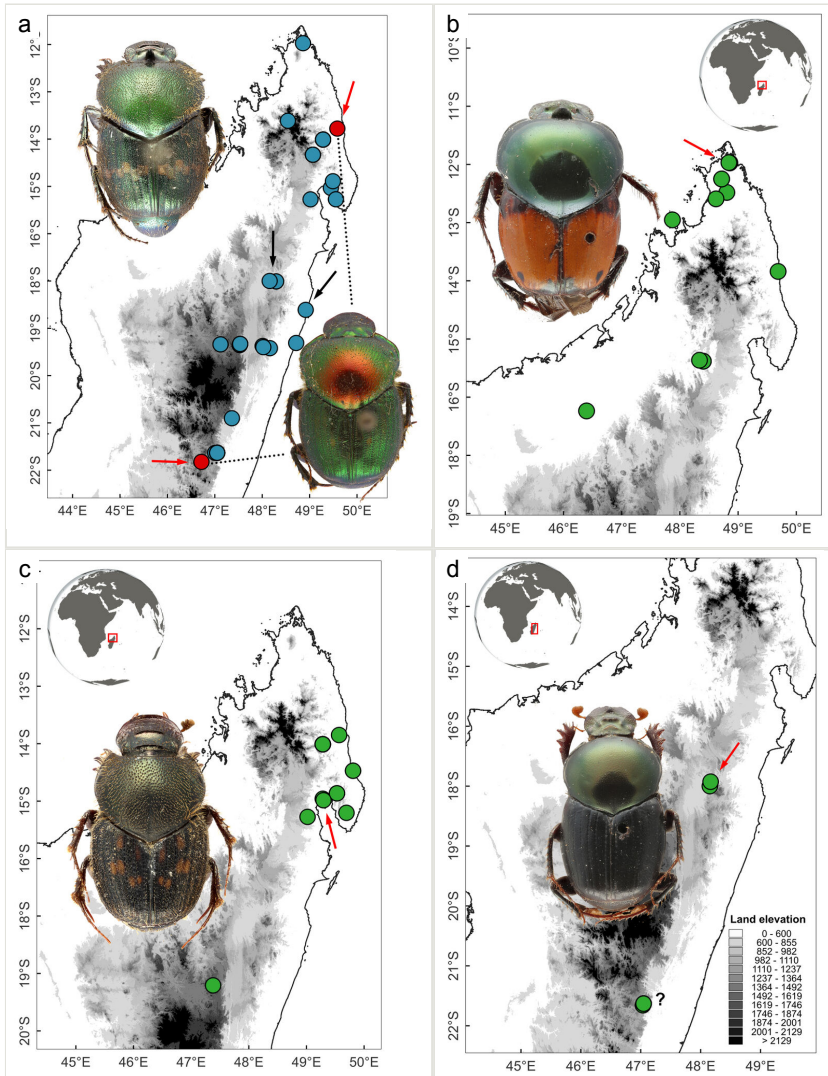 a
12°
13°S
14°S
15°S
16°S
18°S
19°S
20°S
21°S
22°S
44°E
45°E
46°E
47°E
48°E
49°E
50°E
b
10°S
11°S
12°S
13°S
14°S
15°S
16°S
18°S
19°S
45°E
46°E
47°E
48°E
49°E
50°E
c
12°S
13°S
14°S
15°S
16°S
18°S
19°S
20°S
45°E
46°E
47°E
48°E
49°E
50°E
d
14°S
15°S
16°S
18°S
19°S
20°S
21°S
22°S
?
45°E
46°E
47°E
48°E
49°E
50°E
Land elevation
0 - 600
600 - 855
852 - 982
982 - 1110
1110 - 1237
1237 - 1364
1364 - 1492
1492 - 1619
1619 - 1746
1746 - 1874
1874 - 2001
2001 - 2129
> 2129